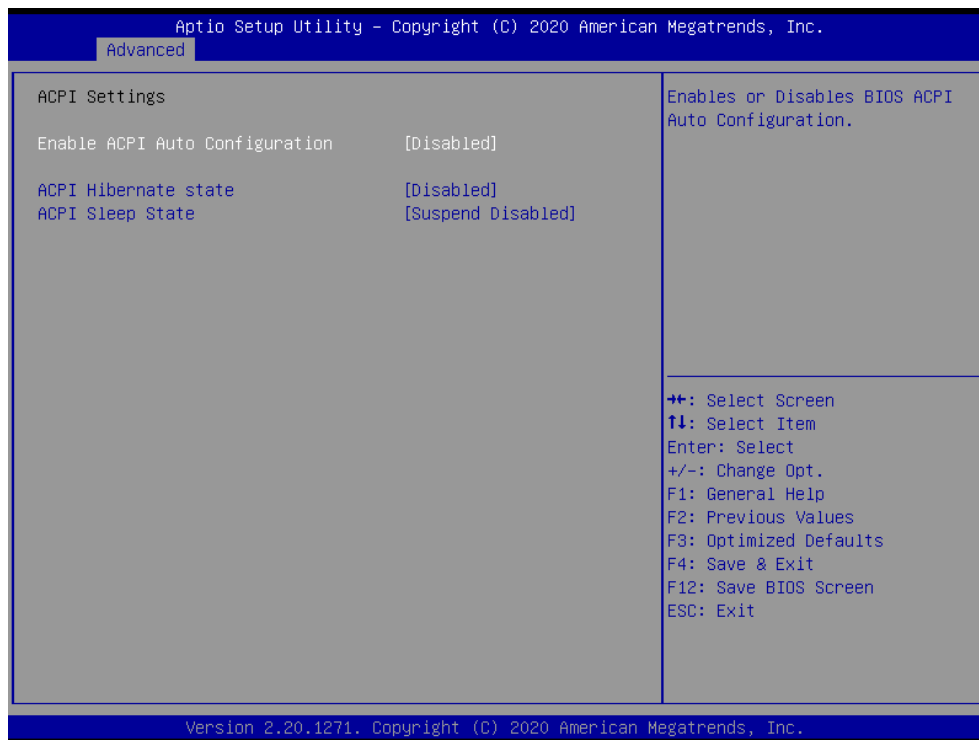 Aptio Setup Utility – Copyright (C) 2020 American Megatrends, Inc.
Advanced
ACPI Settings
Enable ACPI Auto Configuration [Disabled]
ACPI Hibernate state [Disabled]
ACPI Sleep State [Suspend Disabled]
Enables or Disables BIOS ACPI
Auto Configuration.
→←: Select Screen
↑↓: Select Item
Enter: Select
+/-: Change Opt.
F1: General Help
F2: Previous Values
F3: Optimized Defaults
F4: Save & Exit
F12: Save BIOS Screen
ESC: Exit
Version 2.20.1271. Copyright (C) 2020 American Megatrends, Inc.